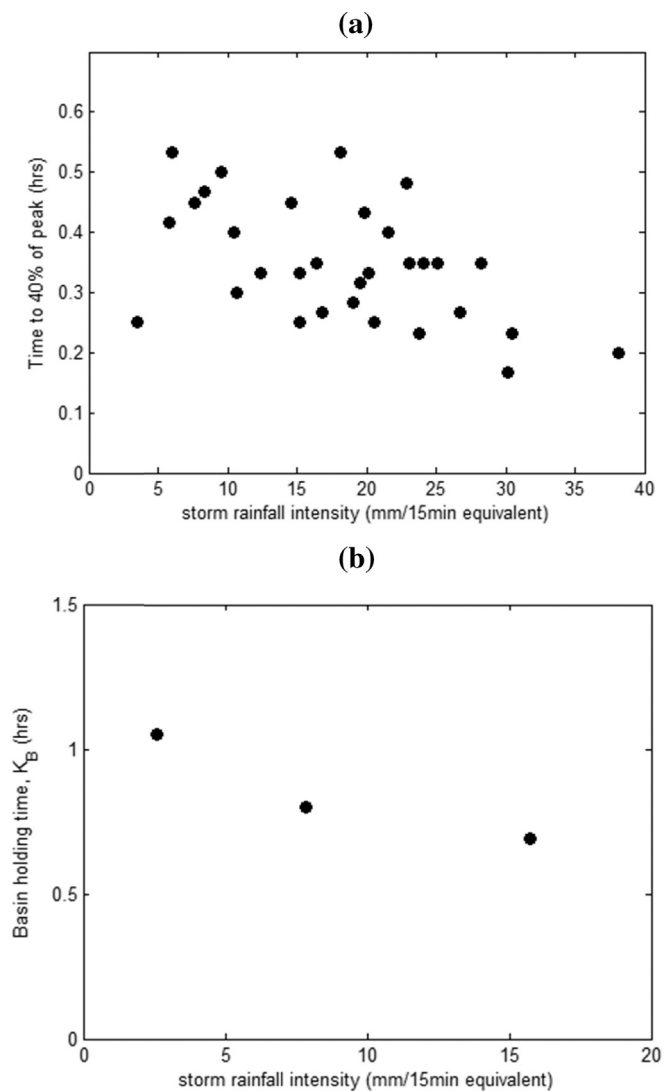 (a)
0.6
0.5
0.4
0.3
0.2
0.1
0
Time to 40% of peak (hrs)
0 5 10 15 20 25 30 35 40
storm rainfall intensity (mm/15min equivalent)
(b)
1.5
1
0.5
0
Basin holding time, K_B (hrs)
0 5 10 15 20
storm rainfall intensity (mm/15min equivalent)